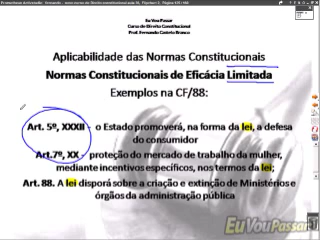 Eu Vou Passar
Curso de Direito Constitucional
Prof. Fernando Castelo Branco
Aplicabilidade das Normas Constitucionais
Normas Constitucionais de Eficácia Limitada
Exemplos na CF/88:
Art. 5º, XXXII - o Estado promoverá, na forma da lei, a defesa
do consumidor
Art.7º, XX - proteção do mercado de trabalho da mulher,
mediante incentivos específicos, nos termos da lei;
Art. 88. A lei disporá sobre a criação e extinção de Ministérios e
órgãos da administração pública
EuVouPassar